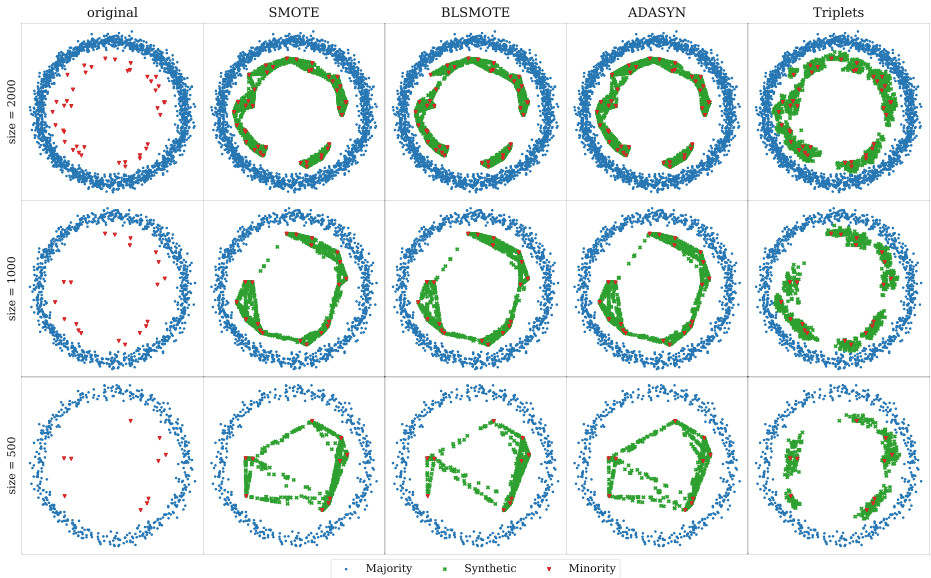 original SMOTE BLSMOTE ADASYN Triplets
size = 2000
size = 1000
size = 500
Majority Synthetic Minority